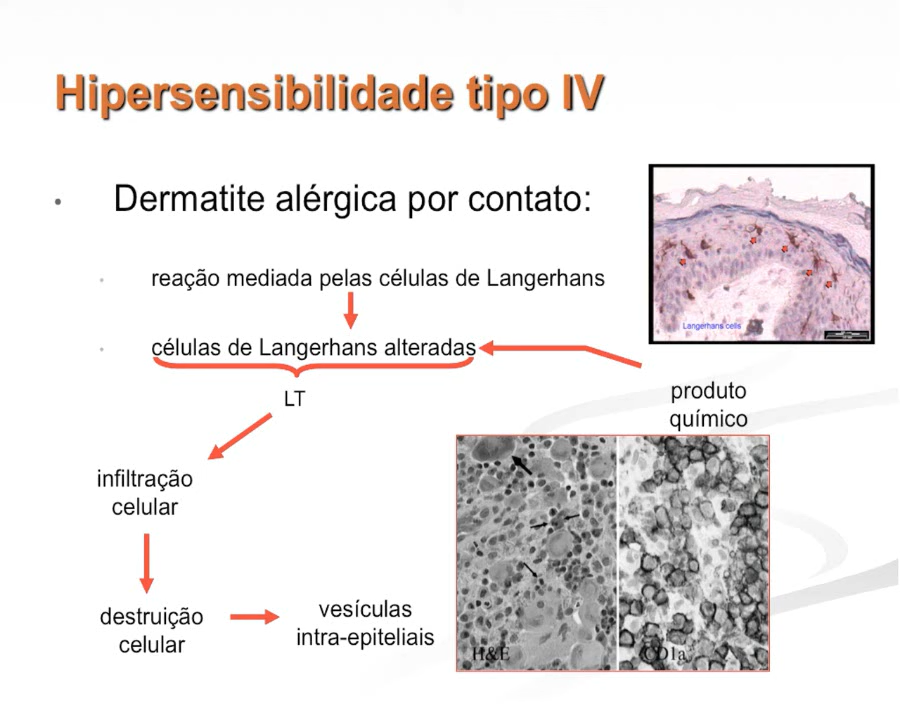 Hipersensibilidade tipo IV
Dermatite alérgica por contato:
reação mediada pelas células de Langerhans
células de Langerhans alteradas
LT
produto
químico
infiltração
celular
destruição
celular
vesículas
intra-epiteliais
Langerhans cells
H&E
CD1a